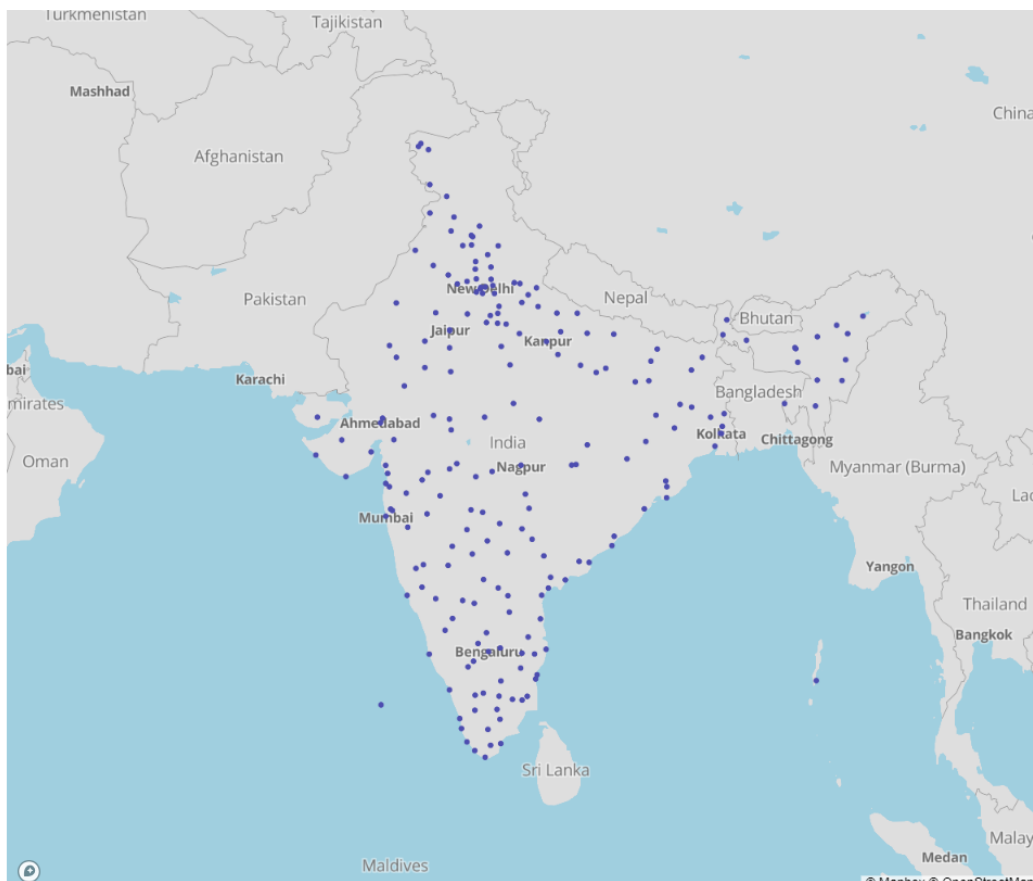 Turkmenistan
Tajikistan
Mashhad
China
Afghanistan
Pakistan
New Delhi
Nepal
Bhutan
Jaipur
Kanpur
bai
Karachi
Bangladesh
mirates
Ahmedabad
Kolkata
Chittagong
Oman
India
Nagpur
Myanmar (Burma)
Lao
Mumbai
Yangon
Thailand
Bangkok
Bengaluru
Sri Lanka
Malay
Medan
Maldives